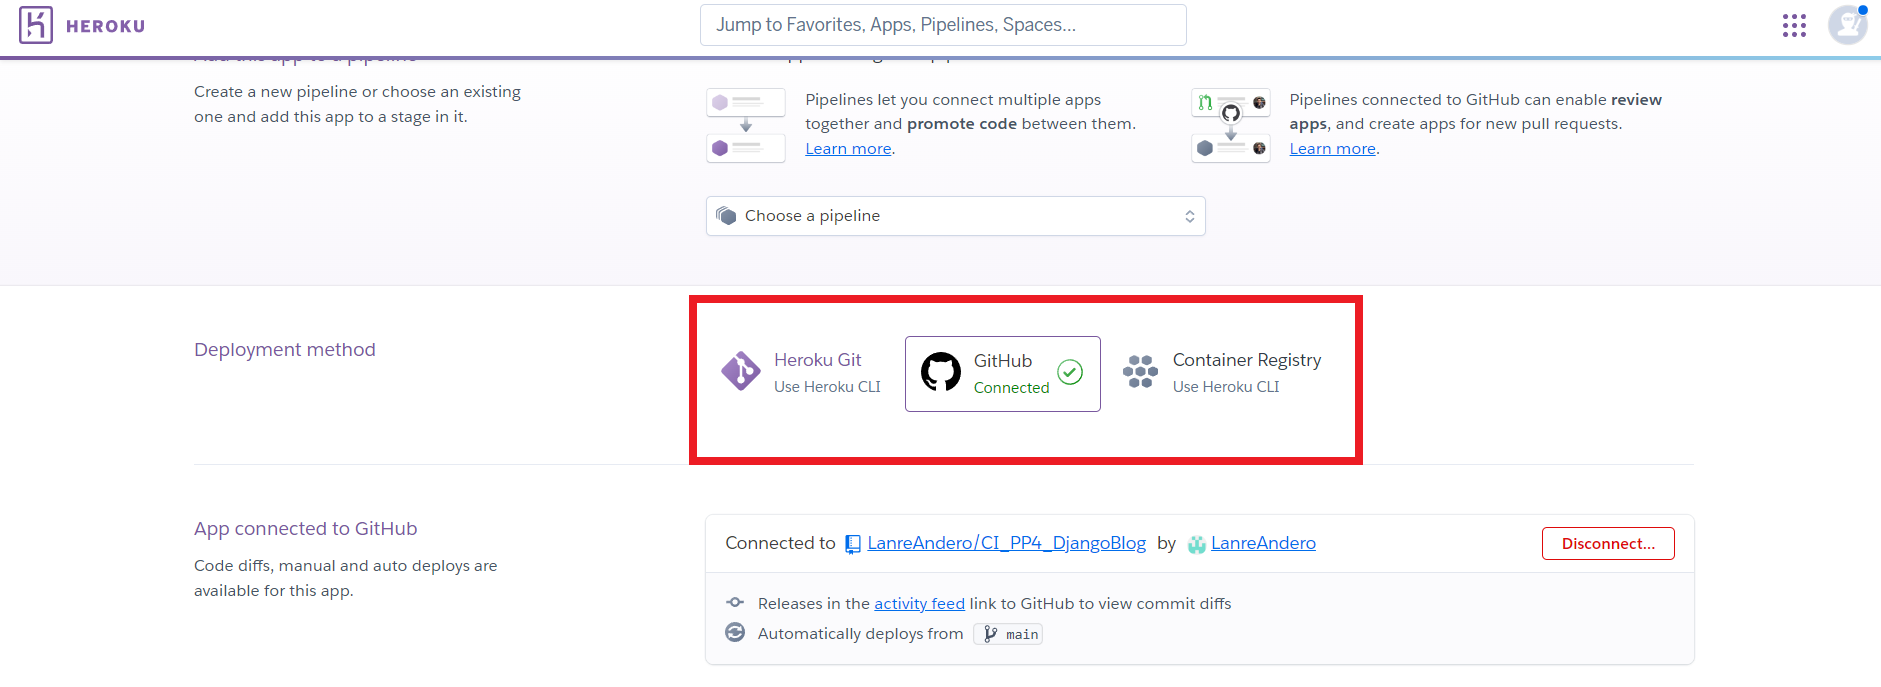 HEROKU
Jump to Favorites, Apps, Pipelines, Spaces...
Add this app to a pipeline
Create a new pipeline or choose an existing
one and add this app to a stage in it.
Pipelines let you connect multiple apps
together and promote code between them.
Learn more.
Pipelines connected to GitHub can enable review
apps, and create apps for new pull requests.
Learn more.
Choose a pipeline
Deployment method
Heroku Git
Use Heroku CLI
GitHub
Connected
Container Registry
Use Heroku CLI
App connected to GitHub
Code diffs, manual and auto deploys are
available for this app.
Connected to LanreAndero/CI_PP4_DjangoBlog by LanreAndero
Disconnect...
Releases in the activity feed link to GitHub to view commit diffs
Automatically deploys from main